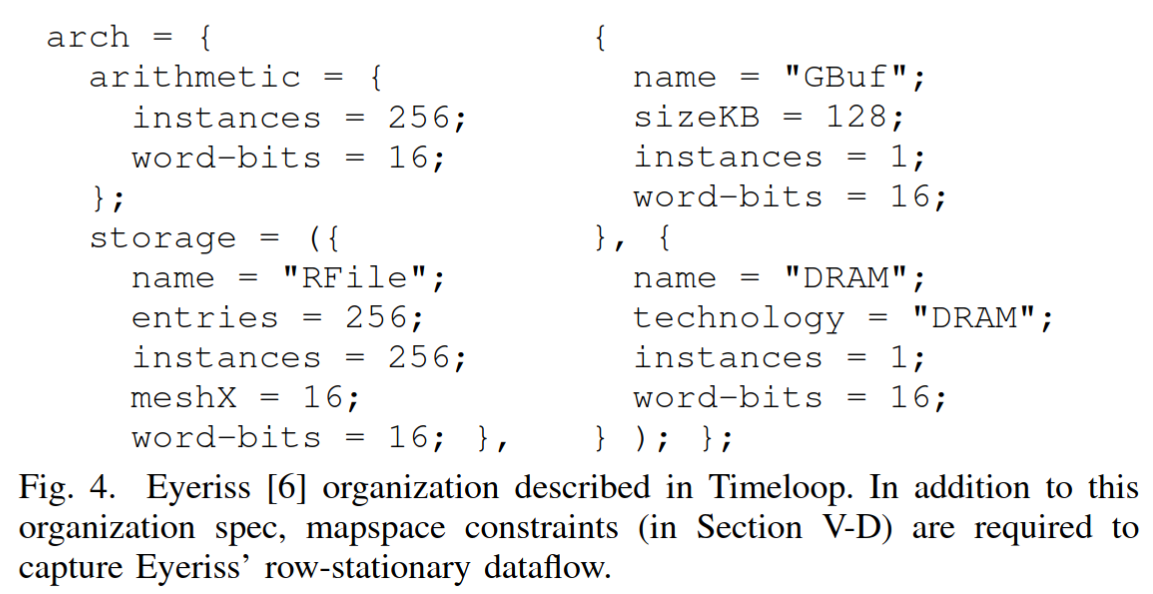 arch = {
arithmetic = {
instances = 256;
word-bits = 16;
};
storage = ({
name = "RFile";
entries = 256;
instances = 256;
meshX = 16;
word-bits = 16; },
{
name = "GBuf";
sizeKB = 128;
instances = 1;
word-bits = 16;
}, {
name = "DRAM";
technology = "DRAM";
instances = 1;
word-bits = 16;
} ); };
Fig. 4. Eyeriss [6] organization described in Timeloop. In addition to this
organization spec, mapspace constraints (in Section V-D) are required to
capture Eyeriss’ row-stationary dataflow.